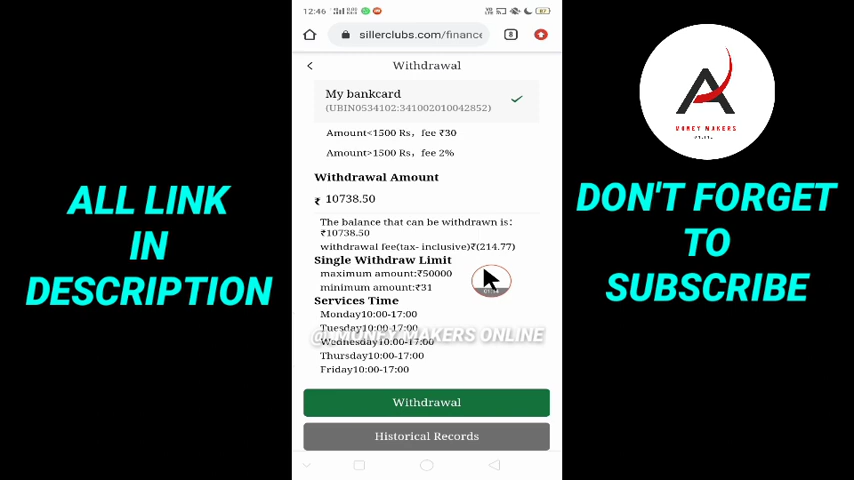 12:46
87
sillerclubs.com/finance
8
Withdrawal
My bankcard
(UBIN0534102:341002010042852)
Amount<1500 Rs, fee ₹30
Amount>1500 Rs, fee 2%
Withdrawal Amount
₹ 10738.50
The balance that can be withdrawn is:
₹10738.50
withdrawal fee(tax- inclusive)₹(214.77)
Single Withdraw Limit
maximum amount:₹50000
minimum amount:₹31
Services Time
Monday10:00-17:00
Tuesday10:00-17:00
Wednesday10:00-17:00
Thursday10:00-17:00
Friday10:00-17:00
Withdrawal
Historical Records
ALL LINK
IN
DESCRIPTION
MONEY MAKERS
DON'T FORGET
TO
SUBSCRIBE
MONEY MAKERS ONLINE